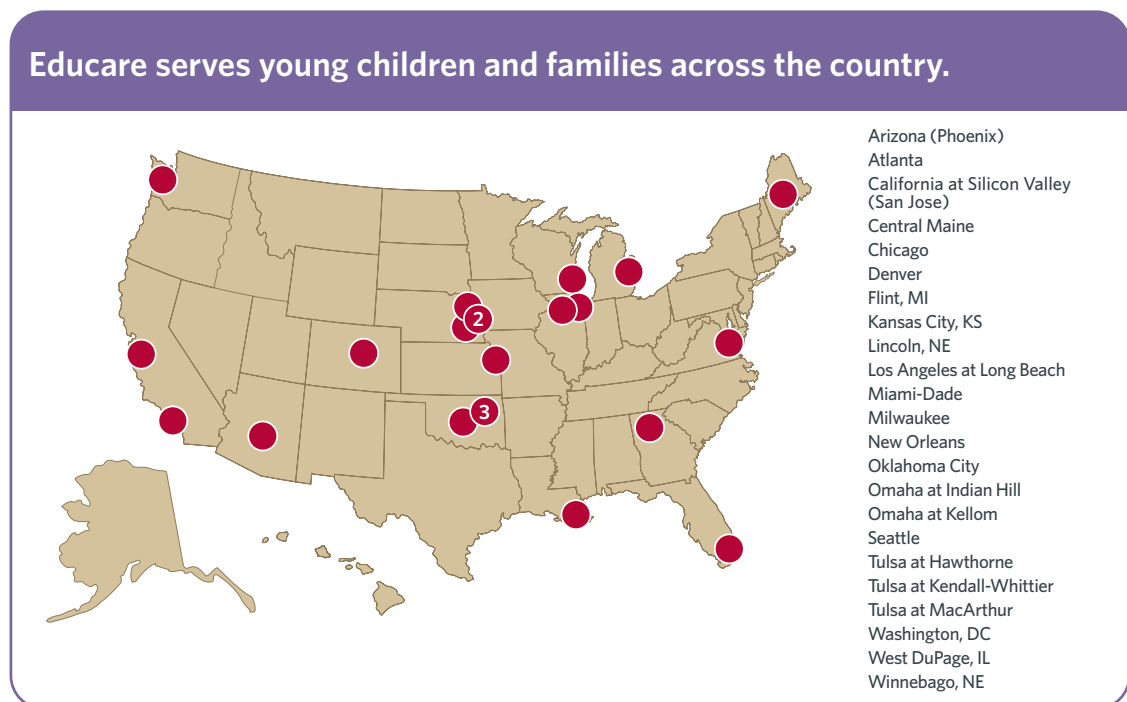 Educare serves young children and families across the country.
2
3
Arizona (Phoenix)
Atlanta
California at Silicon Valley
(San Jose)
Central Maine
Chicago
Denver
Flint, MI
Kansas City, KS
Lincoln, NE
Los Angeles at Long Beach
Miami-Dade
Milwaukee
New Orleans
Oklahoma City
Omaha at Indian Hill
Omaha at Kellom
Seattle
Tulsa at Hawthorne
Tulsa at Kendall-Whittier
Tulsa at MacArthur
Washington, DC
West DuPage, IL
Winnebago, NE